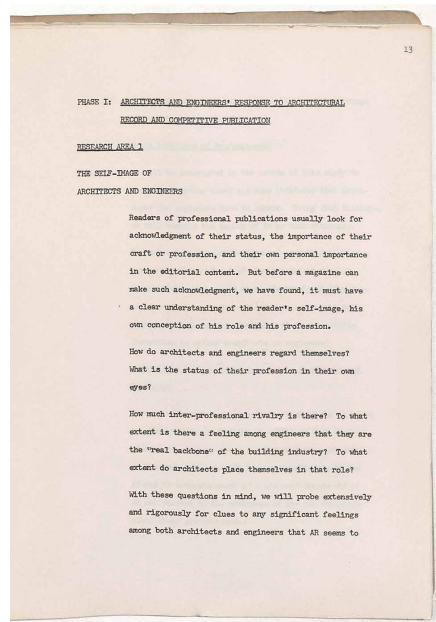 13
PHASE I: ARCHITECTS AND ENGINEERS' RESPONSE TO ARCHITECTURAL
RECORD AND COMPETITIVE PUBLICATION
RESEARCH AREA 1
THE SELF-IMAGE OF
ARCHITECTS AND ENGINEERS
Readers of professional publications usually look for
acknowledgment of their status, the importance of their
craft or profession, and their own personal importance
in the editorial content. But before a magazine can
make such acknowledgment, we have found, it must have
a clear understanding of the reader's self-image, his
own conception of his role and his profession.
How do architects and engineers regard themselves?
What is the status of their profession in their own
eyes?
How much inter-professional rivalry is there? To what
extent is there a feeling among engineers that they are
the "real backbone" of the building industry? To what
extent do architects place themselves in that role?
With these questions in mind, we will probe extensively
and rigorously for clues to any significant feelings
among both architects and engineers that AR seems to